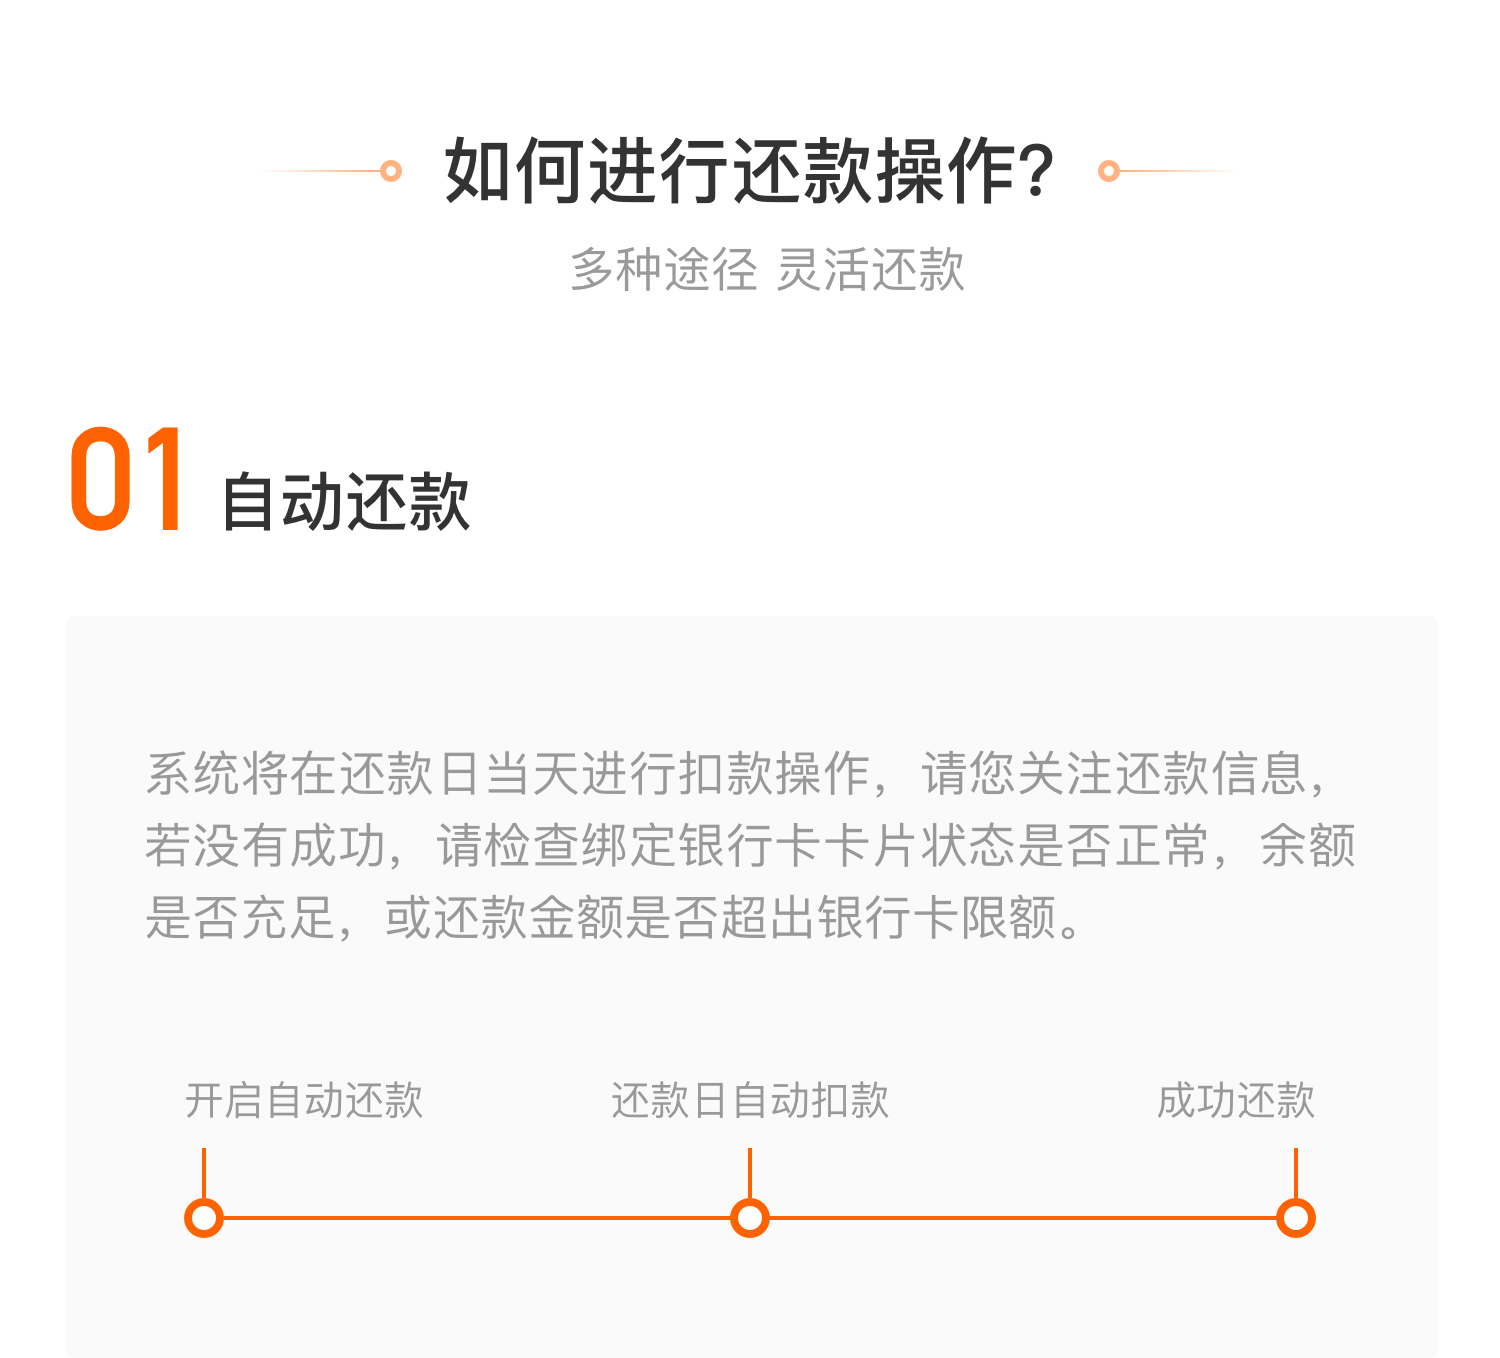 如何进行还款操作?
多种途径 灵活还款
01 自动还款
系统将在还款日当天进行扣款操作，请您关注还款信息，
若没有成功，请检查绑定银行卡卡片状态是否正常，余额
是否充足，或还款金额是否超出银行卡限额。
开启自动还款 还款日自动扣款 成功还款